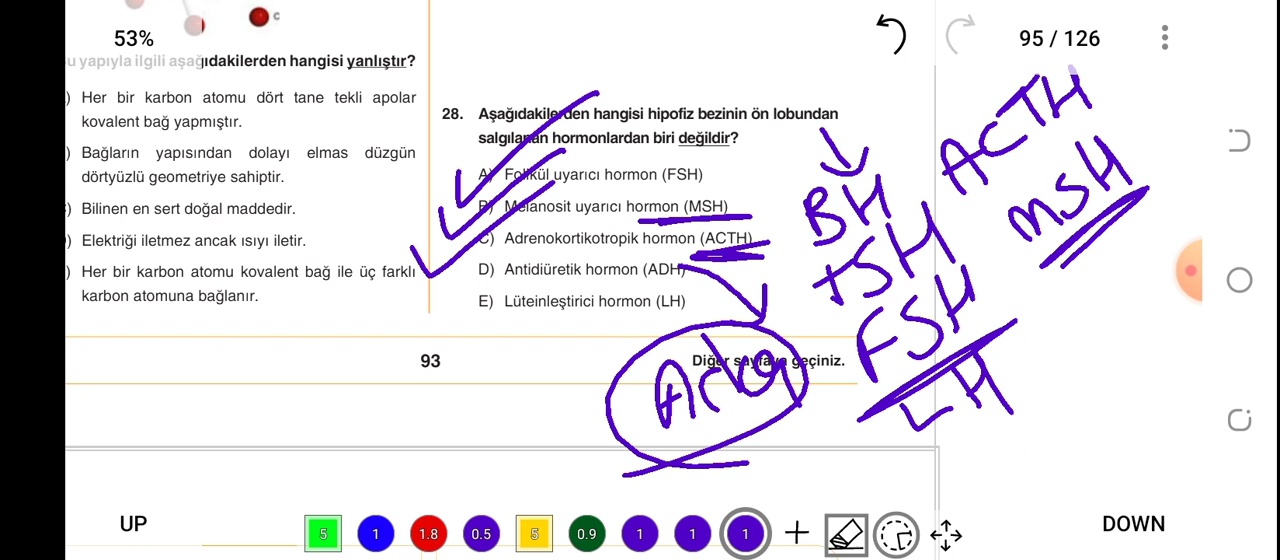 c
53%
95 / 126
u yapıyla ilgili aşağıdakilerden hangisi yanlıştır?
) Her bir karbon atomu dört tane tekli apolar
kovalent bağ yapmıştır.
) Bağların yapısından dolayı elmas düzgün
dörtyüzlü geometriye sahiptir.
) Bilinen en sert doğal maddedir.
) Elektriği iletmez ancak ısıyı iletir.
) Her bir karbon atomu kovalent bağ ile üç farklı
karbon atomuna bağlanır.
28. Aşağıdakilerden hangisi hipofiz bezinin ön lobundan
salgılanan hormonlardan biri değildir?
A) Folikül uyarıcı hormon (FSH)
B) Melanosit uyarıcı hormon (MSH)
C) Adrenokortikotropik hormon (ACTH)
D) Antidiüretik hormon (ADH)
E) Lüteinleştirici hormon (LH)
BH
TSH
FSH
LH
ACTH
MSH
Arka
93
Diğer sayfaya geçiniz.
UP
5 1 1.8 0.5 5 0.9 1 1 1
DOWN